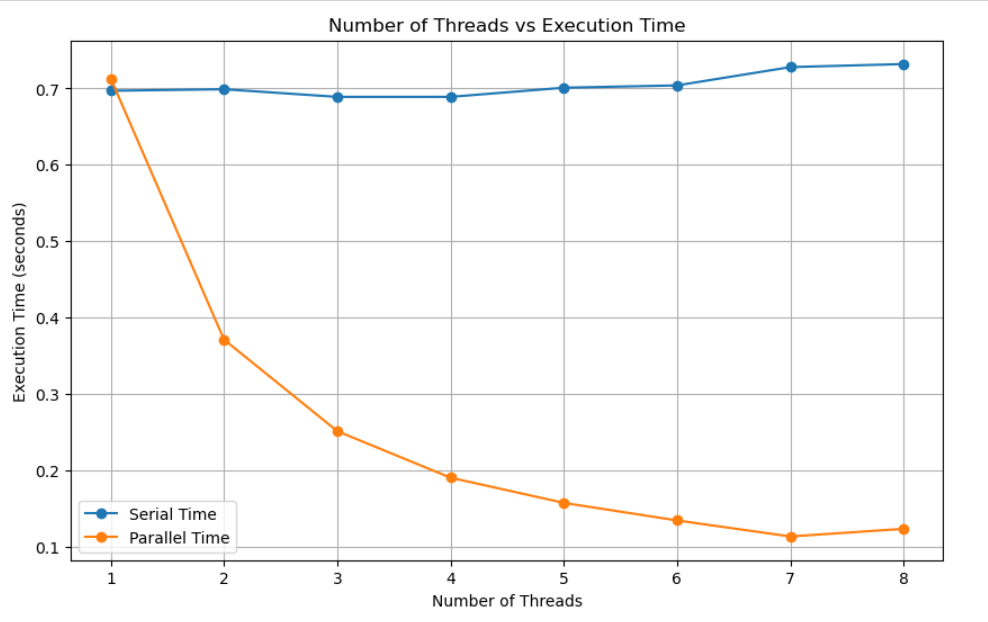 Number of Threads vs Execution Time
Execution Time (seconds)
0.7
0.6
0.5
0.4
0.3
0.2
0.1
Serial Time
Parallel Time
1 2 3 4 5 6 7 8
Number of Threads